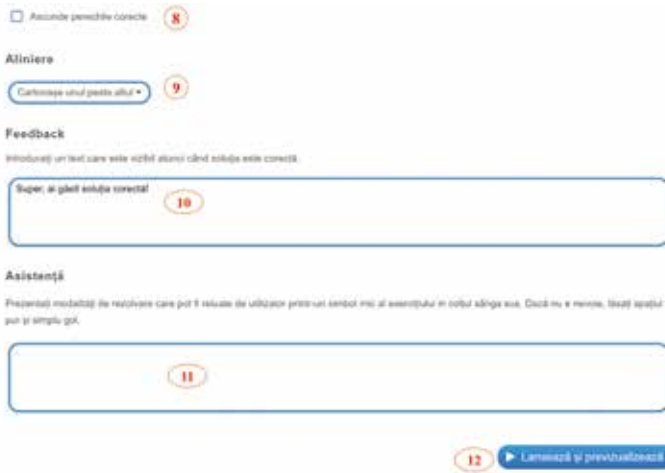 Ascunde perechile corecte 8
Aliniere
Cartonașe unul peste altul 9
Feedback
Introduceți un text care este vizibil atunci când soluția este corectă.
Super, ai găsit soluția corectă!
10
Asistență
Prezentați modalități de rezolvare care pot fi reluate de utilizator printr-un simbol mic al exercițiului in colțul stânga sus. Dacă nu e nevoie, lăsați spațiul
pur și simplu gol.
11
12 Lansează și previzualizează